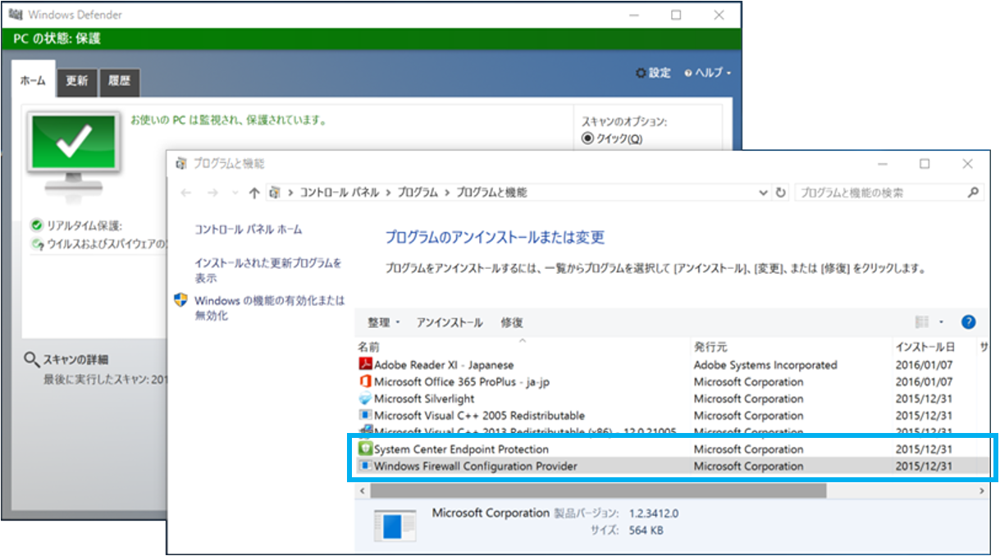 Windows Defender
PC の状態: 保護
ホーム
更新
履歴
設定
ヘルプ
お使いの PC は監視され、保護されています。
スキャンのオプション:
クイック(Q)
リアルタイム保護:
ウイルスおよびスパイウェアの
スキャンの詳細
最後に実行したスキャン: 201
プログラムと機能
コントロール パネル > プログラム > プログラムと機能
プログラムと機能の検索
コントロール パネル ホーム
インストールされた更新プログラムを
表示
Windows の機能の有効化または
無効化
プログラムのアンインストールまたは変更
プログラムをアンインストールするには、一覧からプログラムを選択して [アンインストール]、[変更]、または [修復] をクリックします。
整理 アンインストール 修復
名前 発行元 インストール日 サ
Adobe Reader XI - Japanese Adobe Systems Incorporated 2016/01/07
Microsoft Office 365 ProPlus - ja-jp Microsoft Corporation 2016/01/07
Microsoft Silverlight Microsoft Corporation 2015/12/31
Microsoft Visual C++ 2005 Redistributable Microsoft Corporation 2015/12/31
Microsoft Visual C++ 2013 Redistributable (x86) - 12.0.21005 Microsoft Corporation 2015/12/31
System Center Endpoint Protection Microsoft Corporation 2015/12/31
Windows Firewall Configuration Provider Microsoft Corporation 2015/12/31
Microsoft Corporation 製品バージョン: 1.2.3412.0
サイズ: 564 KB